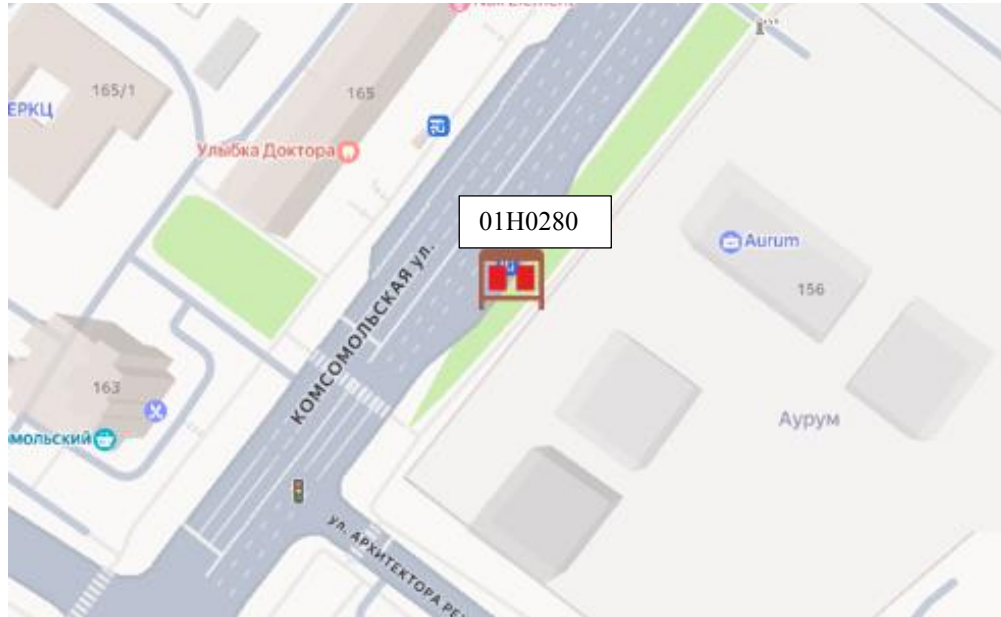 165/1
165
ЕРКЦ
Улыбка Доктора
01Н0280
Aurum
156
КОМСОМОЛЬСКАЯ ул.
163
мольский
Аурум
ул. АРХИТЕКТОРА